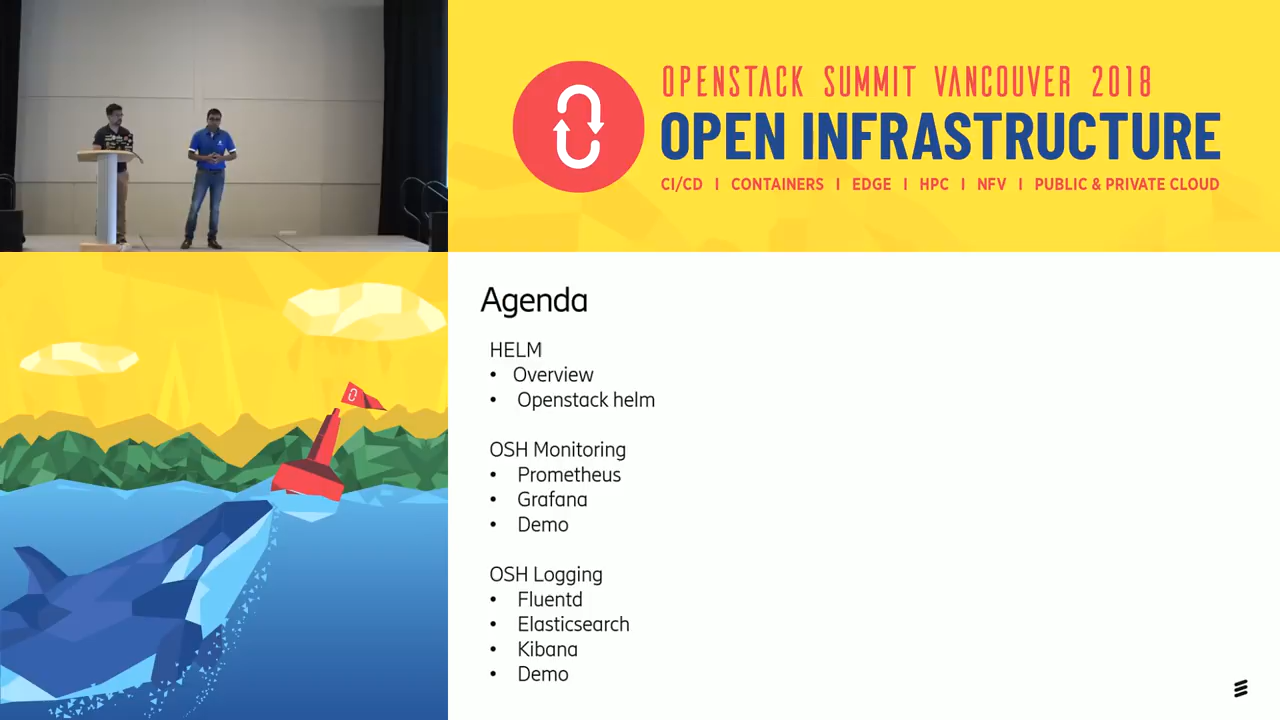 OPENSTACK SUMMIT VANCOUVER 2018
OPEN INFRASTRUCTURE
CI/CD | CONTAINERS | EDGE | HPC | NFV | PUBLIC & PRIVATE CLOUD
Agenda
HELM
• Overview
• Openstack helm
OSH Monitoring
• Prometheus
• Grafana
• Demo
OSH Logging
• Fluentd
• Elasticsearch
• Kibana
• Demo